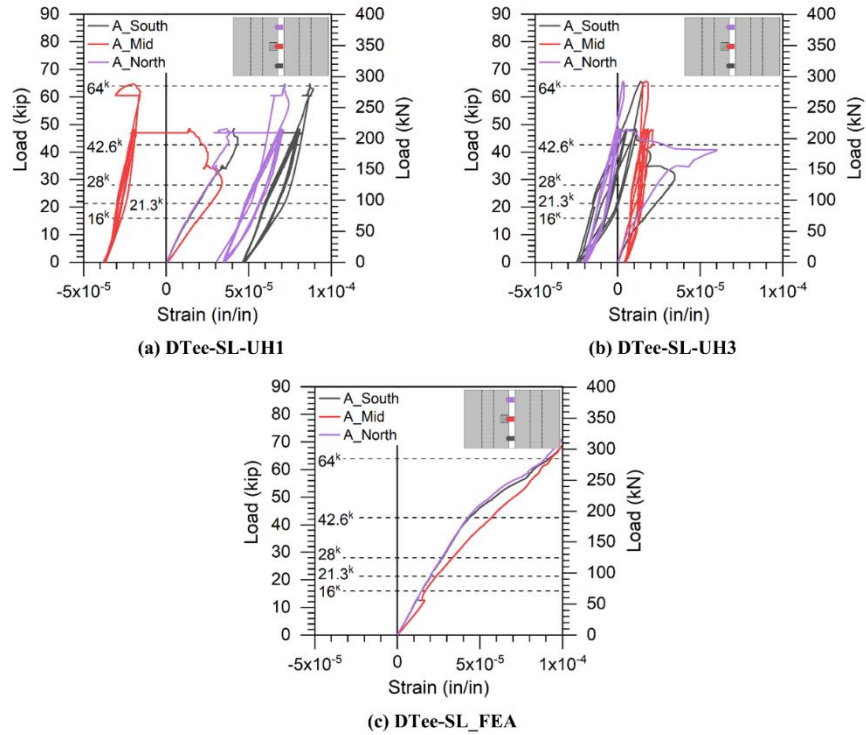 A_South
A_Mid
A_North
90
80
70
60
50
40
30
20
10
0
Load (kip)
64ᵏ
42.6ᵏ
28ᵏ
21.3ᵏ
16ᵏ
400
350
300
250
200
150
100
50
0
Load (kN)
-5x10⁻⁵ 0 5x10⁻⁵ 1x10⁻⁴
Strain (in/in)
(a) DTee-SL-UH1
A_South
A_Mid
A_North
90
80
70
60
50
40
30
20
10
0
Load (kip)
64ᵏ
42.6ᵏ
28ᵏ
21.3ᵏ
16ᵏ
400
350
300
250
200
150
100
50
0
Load (kN)
-5x10⁻⁵ 0 5x10⁻⁵ 1x10⁻⁴
Strain (in/in)
(b) DTee-SL-UH3
A_South
A_Mid
A_North
90
80
70
60
50
40
30
20
10
0
Load (kip)
64ᵏ
42.6ᵏ
28ᵏ
21.3ᵏ
16ᵏ
400
350
300
250
200
150
100
50
0
Load (kN)
-5x10⁻⁵ 0 5x10⁻⁵ 1x10⁻⁴
Strain (in/in)
(c) DTee-SL_FEA